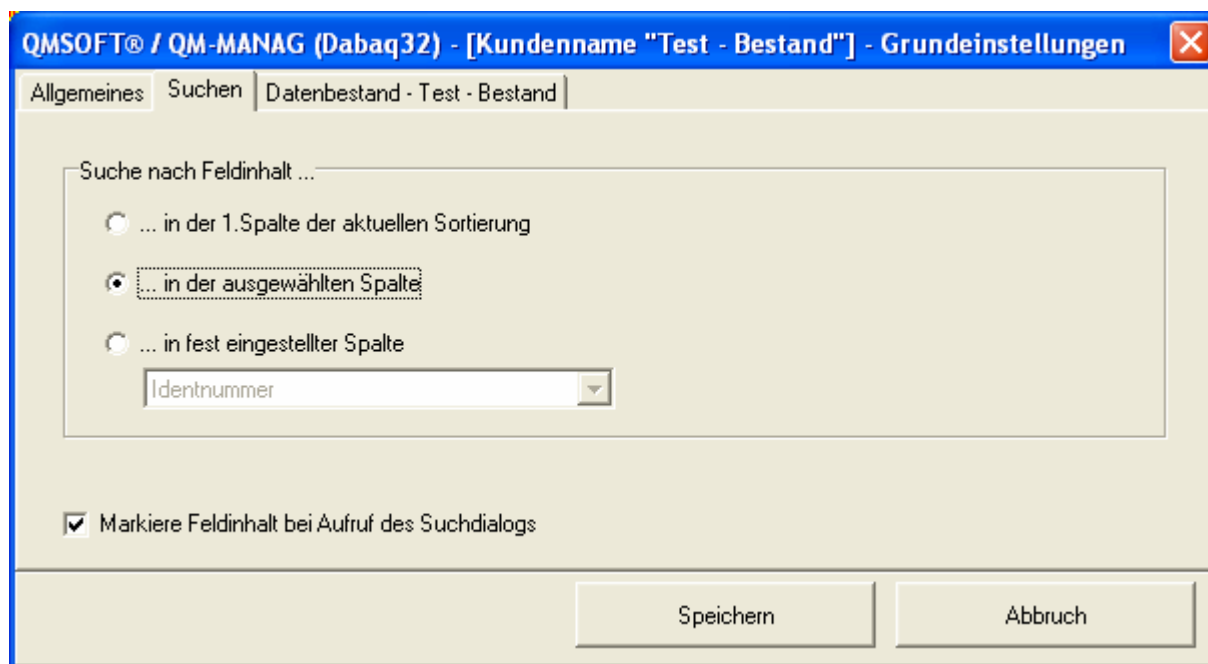 QMSOFT® / QM-MANAG (Dabaq32) - [Kundenname "Test - Bestand"] - Grundeinstellungen
Allgemeines Suchen Datenbestand - Test - Bestand
Suche nach Feldinhalt ...
... in der 1.Spalte der aktuellen Sortierung
... in der ausgewählten Spalte
... in fest eingestellter Spalte
Identnummer
Markiere Feldinhalt bei Aufruf des Suchdialogs
Speichern Abbruch